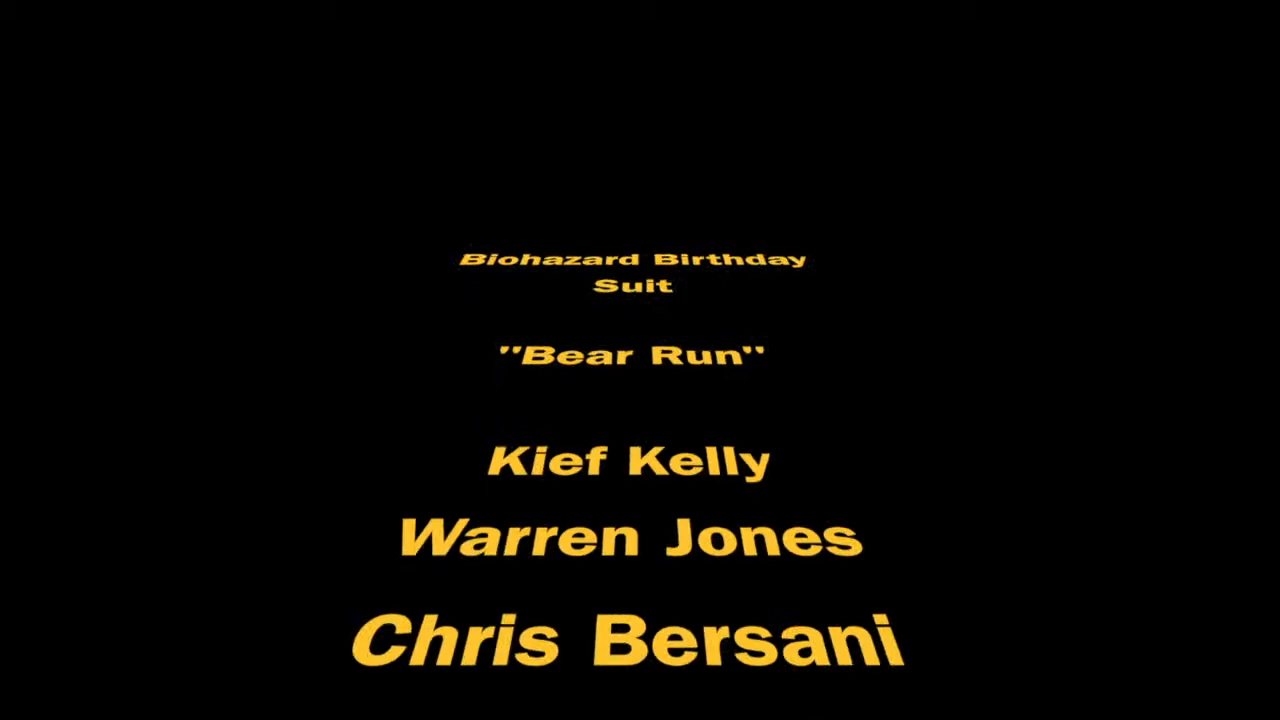 Biohazard Birthday
Suit
"Bear Run"
Kief Kelly
Warren Jones
Chris Bersani